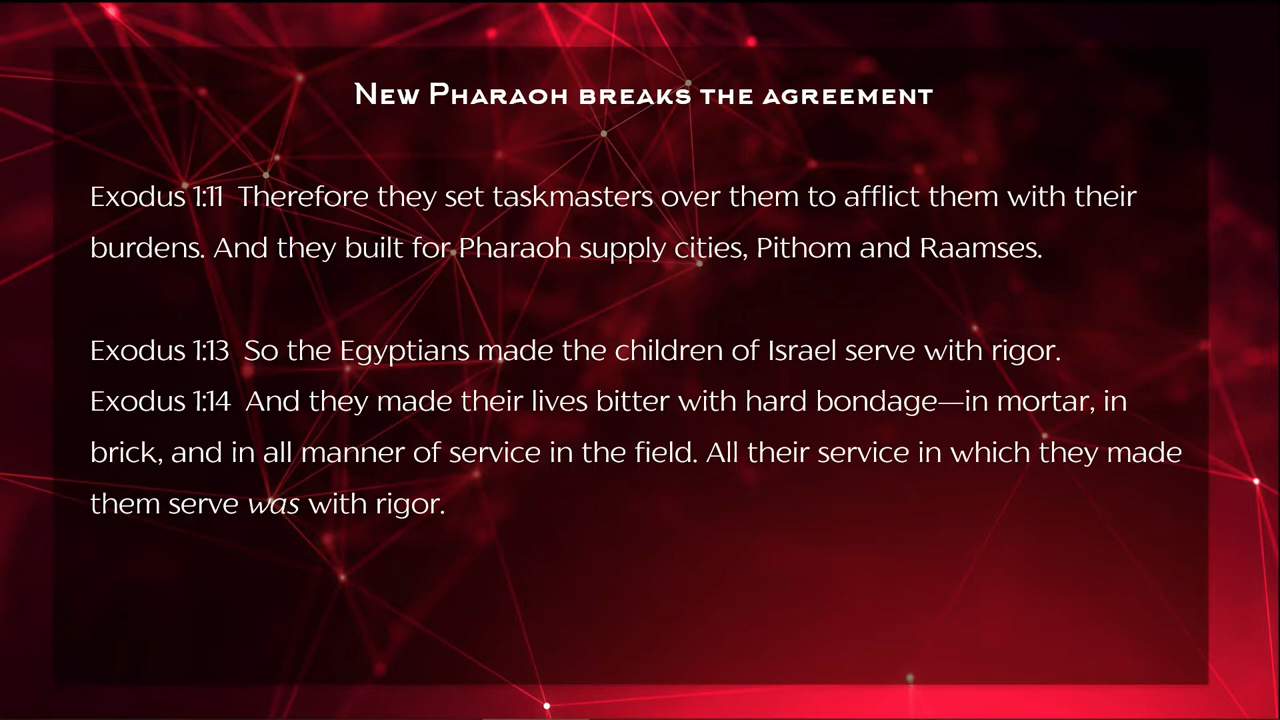 New Pharaoh breaks the agreement
Exodus 1:11  Therefore they set taskmasters over them to afflict them with their
burdens. And they built for Pharaoh supply cities, Pithom and Raamses.
Exodus 1:13  So the Egyptians made the children of Israel serve with rigor.
Exodus 1:14  And they made their lives bitter with hard bondage—in mortar, in
brick, and in all manner of service in the field. All their service in which they made
them serve was with rigor.